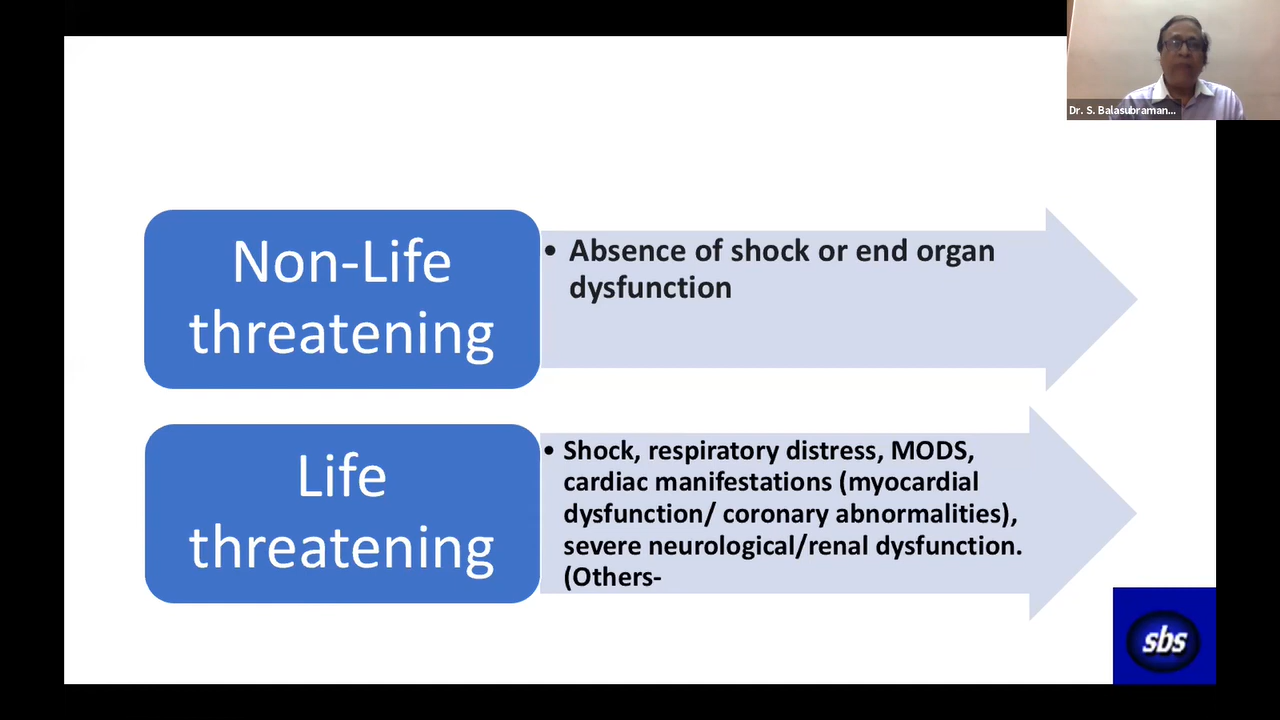 Dr. S. Balasubraman...
Non-Life
threatening
• Absence of shock or end organ
dysfunction
Life
threatening
• Shock, respiratory distress, MODS,
cardiac manifestations (myocardial
dysfunction/ coronary abnormalities),
severe neurological/renal dysfunction.
(Others-
sbs